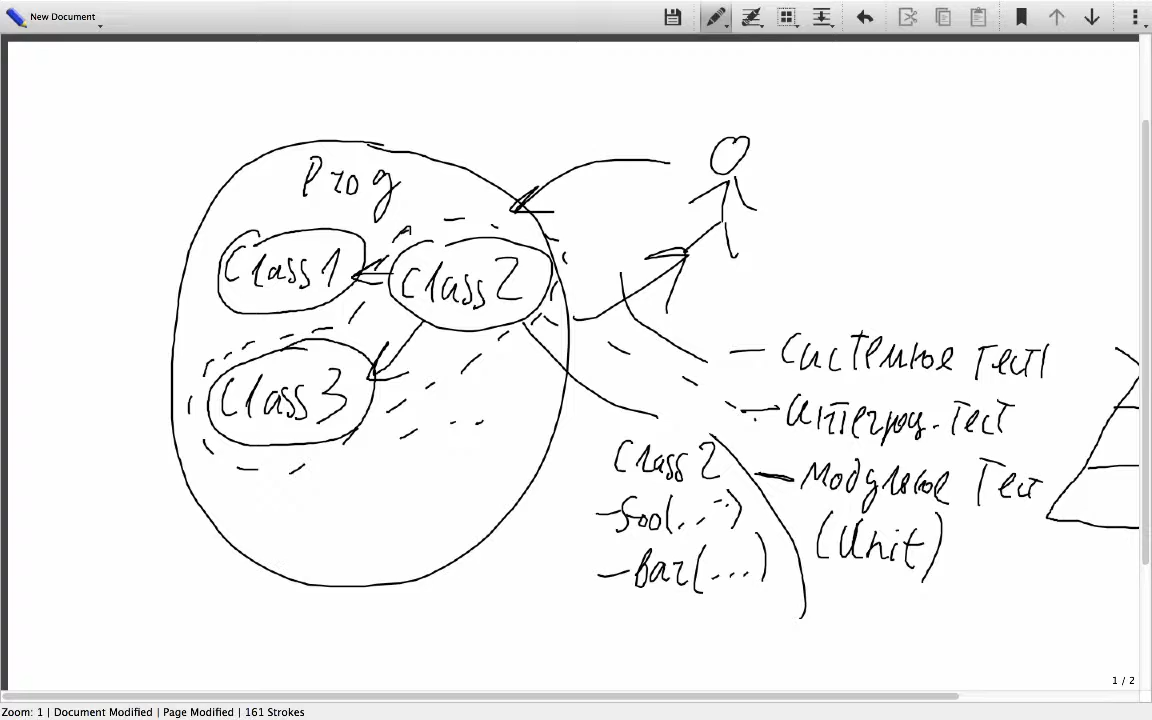 New Document
Prog
Class1
Class2
Class3
Системное Тест
Интеграц. Тест
Модульное Тест
(Unit)
Class 2
-foo(...)
-Bar(...)
1 / 2
Zoom: 1 | Document Modified | Page Modified | 161 Strokes